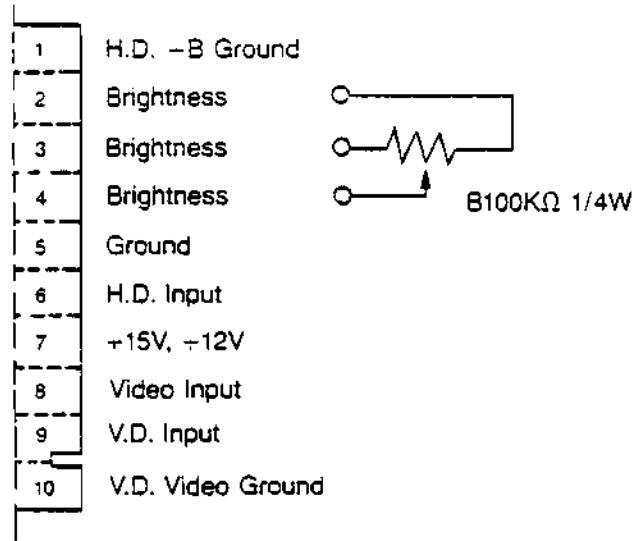 1 H.D. −B Ground
2 Brightness
3 Brightness
4 Brightness
B100KΩ 1/4W
5 Ground
6 H.D. Input
7 +15V, +12V
8 Video Input
9 V.D. Input
10 V.D. Video Ground